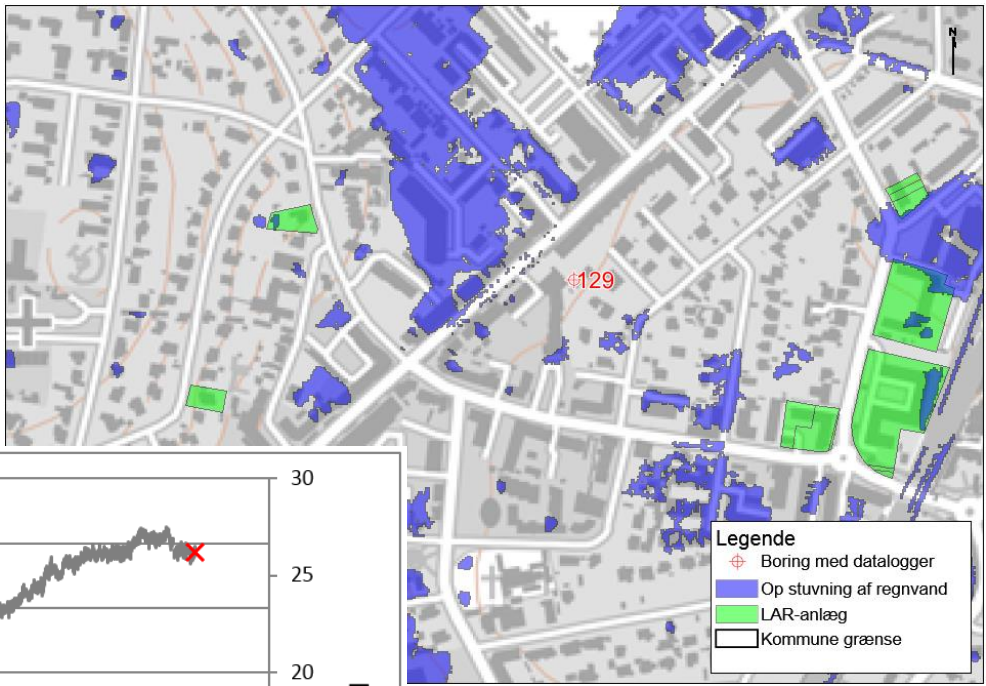 N
129
30
25
20
Legende
Boring med datalogger
Op stuvning af regnvand
LAR-anlæg
Kommune grænse